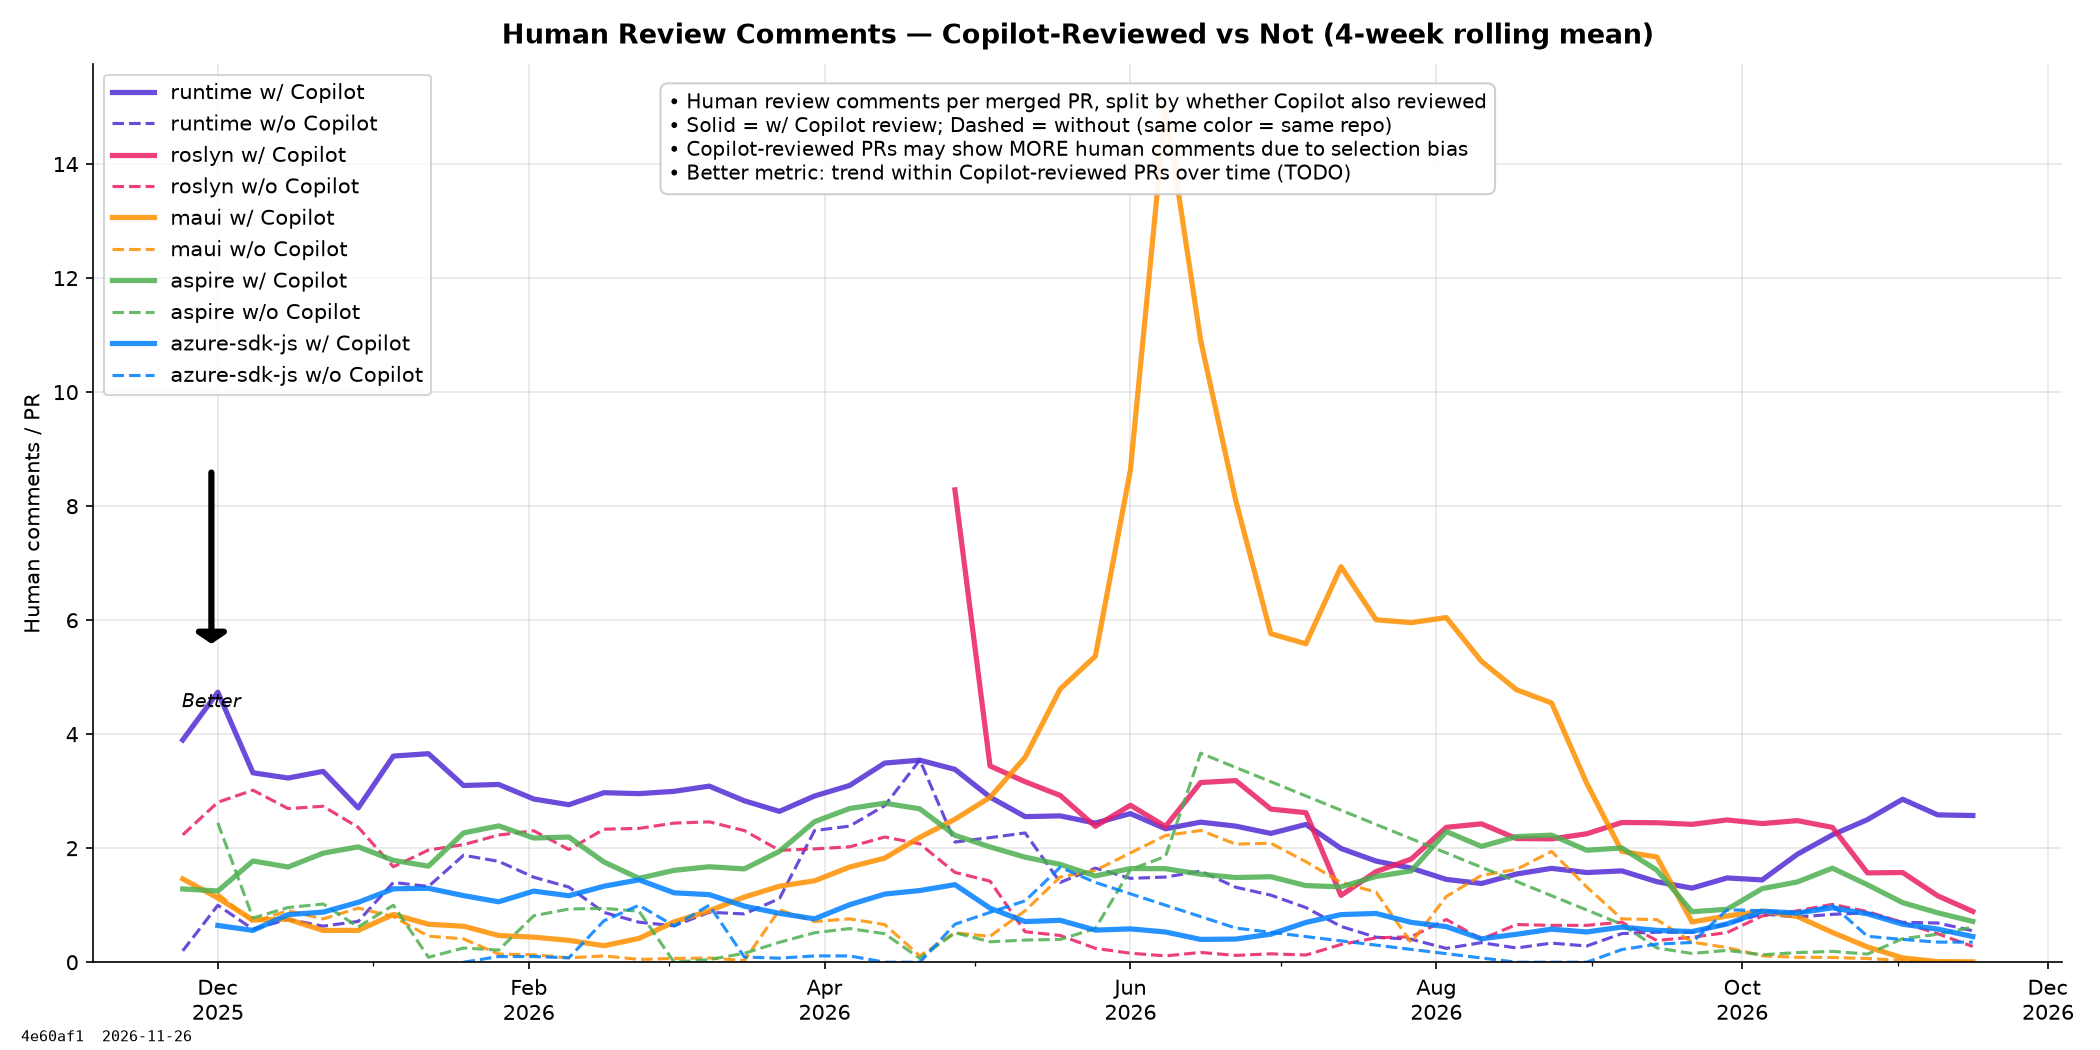 Human Review Comments — Copilot-Reviewed vs Not (4-week rolling mean)
runtime w/ Copilot
runtime w/o Copilot
roslyn w/ Copilot
roslyn w/o Copilot
maui w/ Copilot
maui w/o Copilot
aspire w/ Copilot
aspire w/o Copilot
azure-sdk-js w/ Copilot
azure-sdk-js w/o Copilot
• Human review comments per merged PR, split by whether Copilot also reviewed
• Solid = w/ Copilot review; Dashed = without (same color = same repo)
• Copilot-reviewed PRs may show MORE human comments due to selection bias
• Better metric: trend within Copilot-reviewed PRs over time (TODO)
Human comments / PR
14
12
10
8
6
4
2
0
Better
Dec
2025
Feb
2026
Apr
2026
Jun
2026
Aug
2026
Oct
2026
Dec
2026
4e60af1 2026-11-26